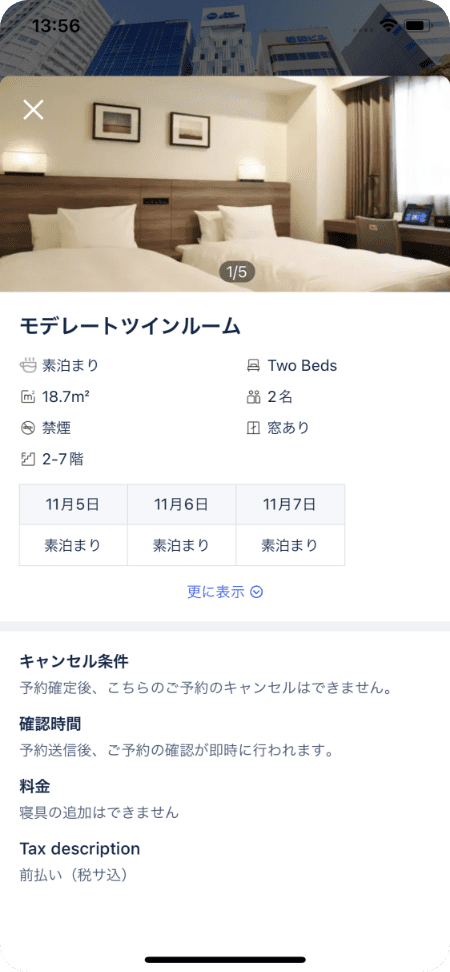 13:56
1/5
モデレートツインルーム
素泊まり
Two Beds
18.7m²
2名
禁煙
窓あり
2-7階
11月5日 11月6日 11月7日
素泊まり 素泊まり 素泊まり
更に表示
キャンセル条件
予約確定後、こちらのご予約のキャンセルはできません。
確認時間
予約送信後、ご予約の確認が即時に行われます。
料金
寝具の追加はできません
Tax description
前払い（税サ込）